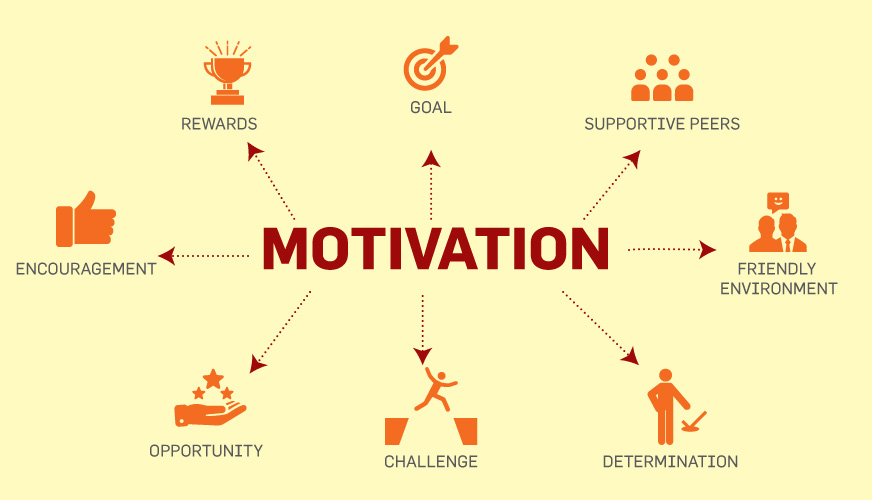 REWARDS
GOAL
SUPPORTIVE PEERS
ENCOURAGEMENT
MOTIVATION
FRIENDLY
ENVIRONMENT
OPPORTUNITY
CHALLENGE
DETERMINATION